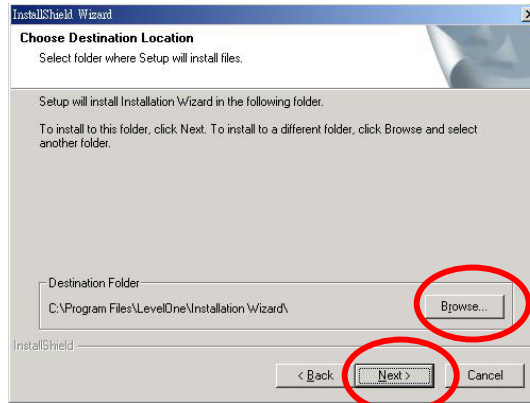 InstallShield Wizard
Choose Destination Location
Select folder where Setup will install files.
Setup will install Installation Wizard in the following folder.
To install to this folder, click Next. To install to a different folder, click Browse and select
another folder.
Destination Folder
C:\Program Files\LevelOne\Installation Wizard\
Browse...
InstallShield
< Back
Next >
Cancel